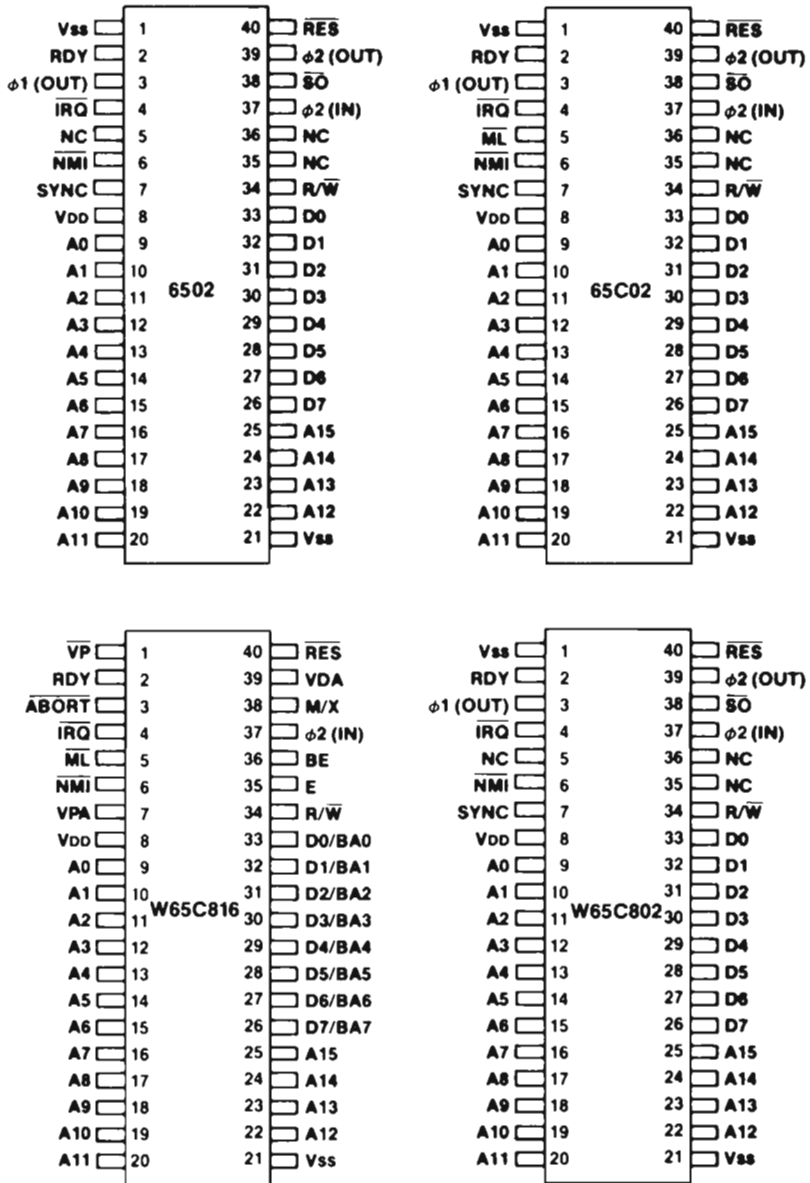 Vss 1 40 RES
RDY 2 39 ϕ2 (OUT)
ϕ1 (OUT) 3 38 SO
IRQ 4 37 ϕ2 (IN)
NC 5 36 NC
NMI 6 35 NC
SYNC 7 34 R/W
VDD 8 33 D0
A0 9 32 D1
A1 10 31 D2
6502
A2 11 30 D3
A3 12 29 D4
A4 13 28 D5
A5 14 27 D6
A6 15 26 D7
A7 16 25 A15
A8 17 24 A14
A9 18 23 A13
A10 19 22 A12
A11 20 21 Vss
Vss 1 40 RES
RDY 2 39 ϕ2 (OUT)
ϕ1 (OUT) 3 38 SO
IRQ 4 37 ϕ2 (IN)
ML 5 36 NC
NMI 6 35 NC
SYNC 7 34 R/W
VDD 8 33 D0
A0 9 32 D1
A1 10 31 D2
65C02
A2 11 30 D3
A3 12 29 D4
A4 13 28 D5
A5 14 27 D6
A6 15 26 D7
A7 16 25 A15
A8 17 24 A14
A9 18 23 A13
A10 19 22 A12
A11 20 21 Vss
VP 1 40 RES
RDY 2 39 VDA
ABORT 3 38 M/X
IRQ 4 37 ϕ2 (IN)
ML 5 36 BE
NMI 6 35 E
VPA 7 34 R/W
VDD 8 33 D0/BA0
A0 9 32 D1/BA1
A1 10 31 D2/BA2
W65C816
A2 11 30 D3/BA3
A3 12 29 D4/BA4
A4 13 28 D5/BA5
A5 14 27 D6/BA6
A6 15 26 D7/BA7
A7 16 25 A15
A8 17 24 A14
A9 18 23 A13
A10 19 22 A12
A11 20 21 Vss
Vss 1 40 RES
RDY 2 39 ϕ2 (OUT)
ϕ1 (OUT) 3 38 SO
IRQ 4 37 ϕ2 (IN)
NC 5 36 NC
NMI 6 35 NC
SYNC 7 34 R/W
VDD 8 33 D0
A0 9 32 D1
A1 10 31 D2
W65C802
A2 11 30 D3
A3 12 29 D4
A4 13 28 D5
A5 14 27 D6
A6 15 26 D7
A7 16 25 A15
A8 17 24 A14
A9 18 23 A13
A10 19 22 A12
A11 20 21 Vss